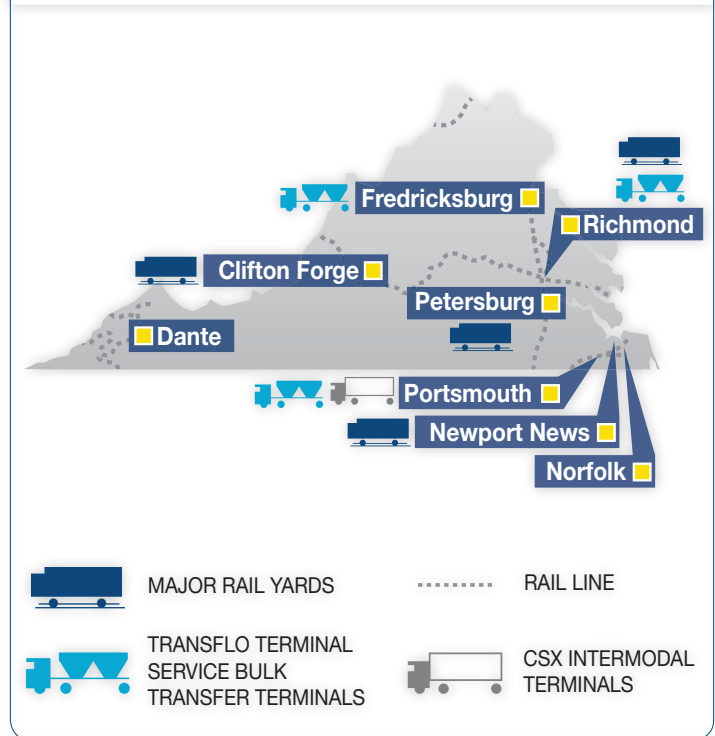 Fredricksburg
Richmond
Clifton Forge
Petersburg
Dante
Portsmouth
Newport News
Norfolk
MAJOR RAIL YARDS
RAIL LINE
TRANSFLO TERMINAL
SERVICE BULK
TRANSFER TERMINALS
CSX INTERMODAL
TERMINALS